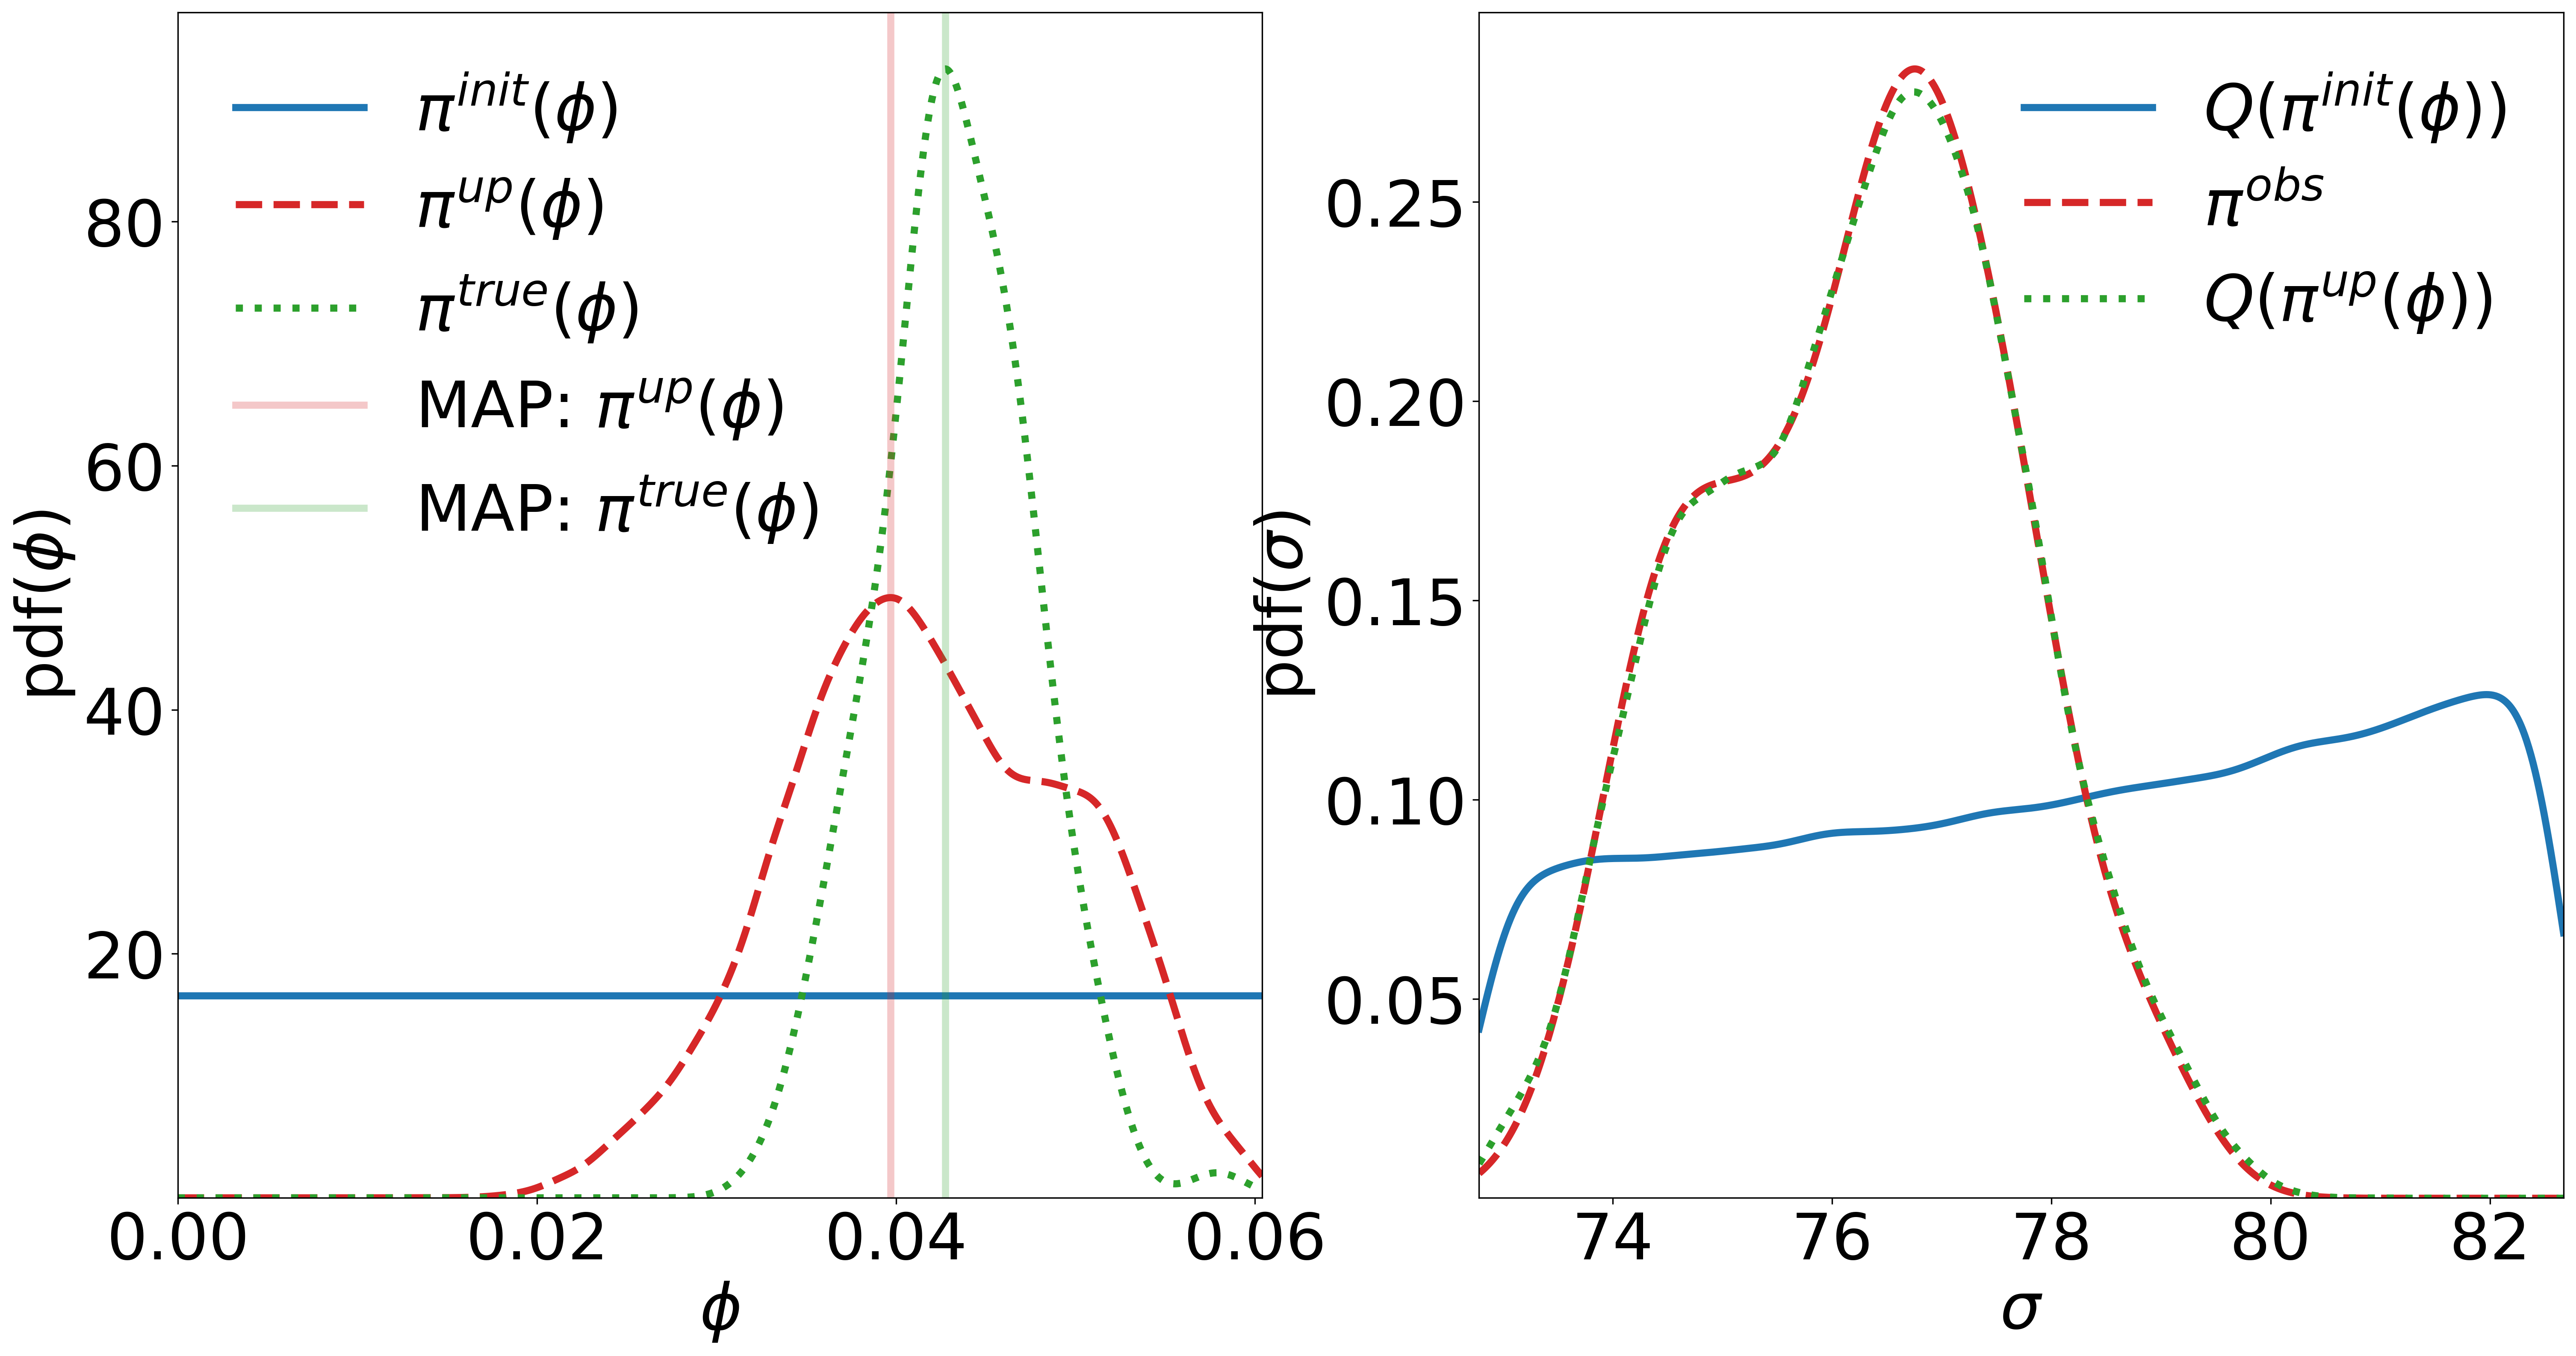 π^{init}(ϕ)
π^{up}(ϕ)
π^{true}(ϕ)
MAP: π^{up}(ϕ)
MAP: π^{true}(ϕ)
80
60
40
20
pdf(ϕ)
0.00 0.02 0.04 0.06
ϕ
Q(π^{init}(ϕ))
π^{obs}
Q(π^{up}(ϕ))
0.25
0.20
0.15
0.10
0.05
pdf(σ)
74 76 78 80 82
σ